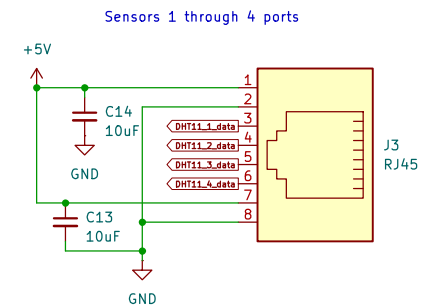 Sensors 1 through 4 ports
+5V
1
C14
10uF
2
DHT11_1_data
3
DHT11_2_data
4
J3
DHT11_3_data
5
RJ45
DHT11_4_data
6
GND
7
C13
10uF
8
GND